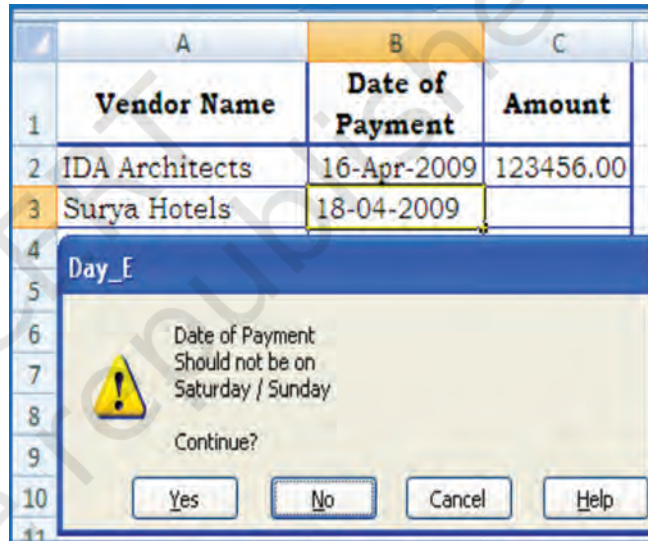 A B C
1 Vendor Name Date of Payment Amount
2 IDA Architects 16-Apr-2009 123456.00
3 Surya Hotels 18-04-2009
4
Day_E
5
6 Date of Payment
Should not be on
7
Saturday / Sunday
8
Continue?
9
10 Yes No Cancel Help
11